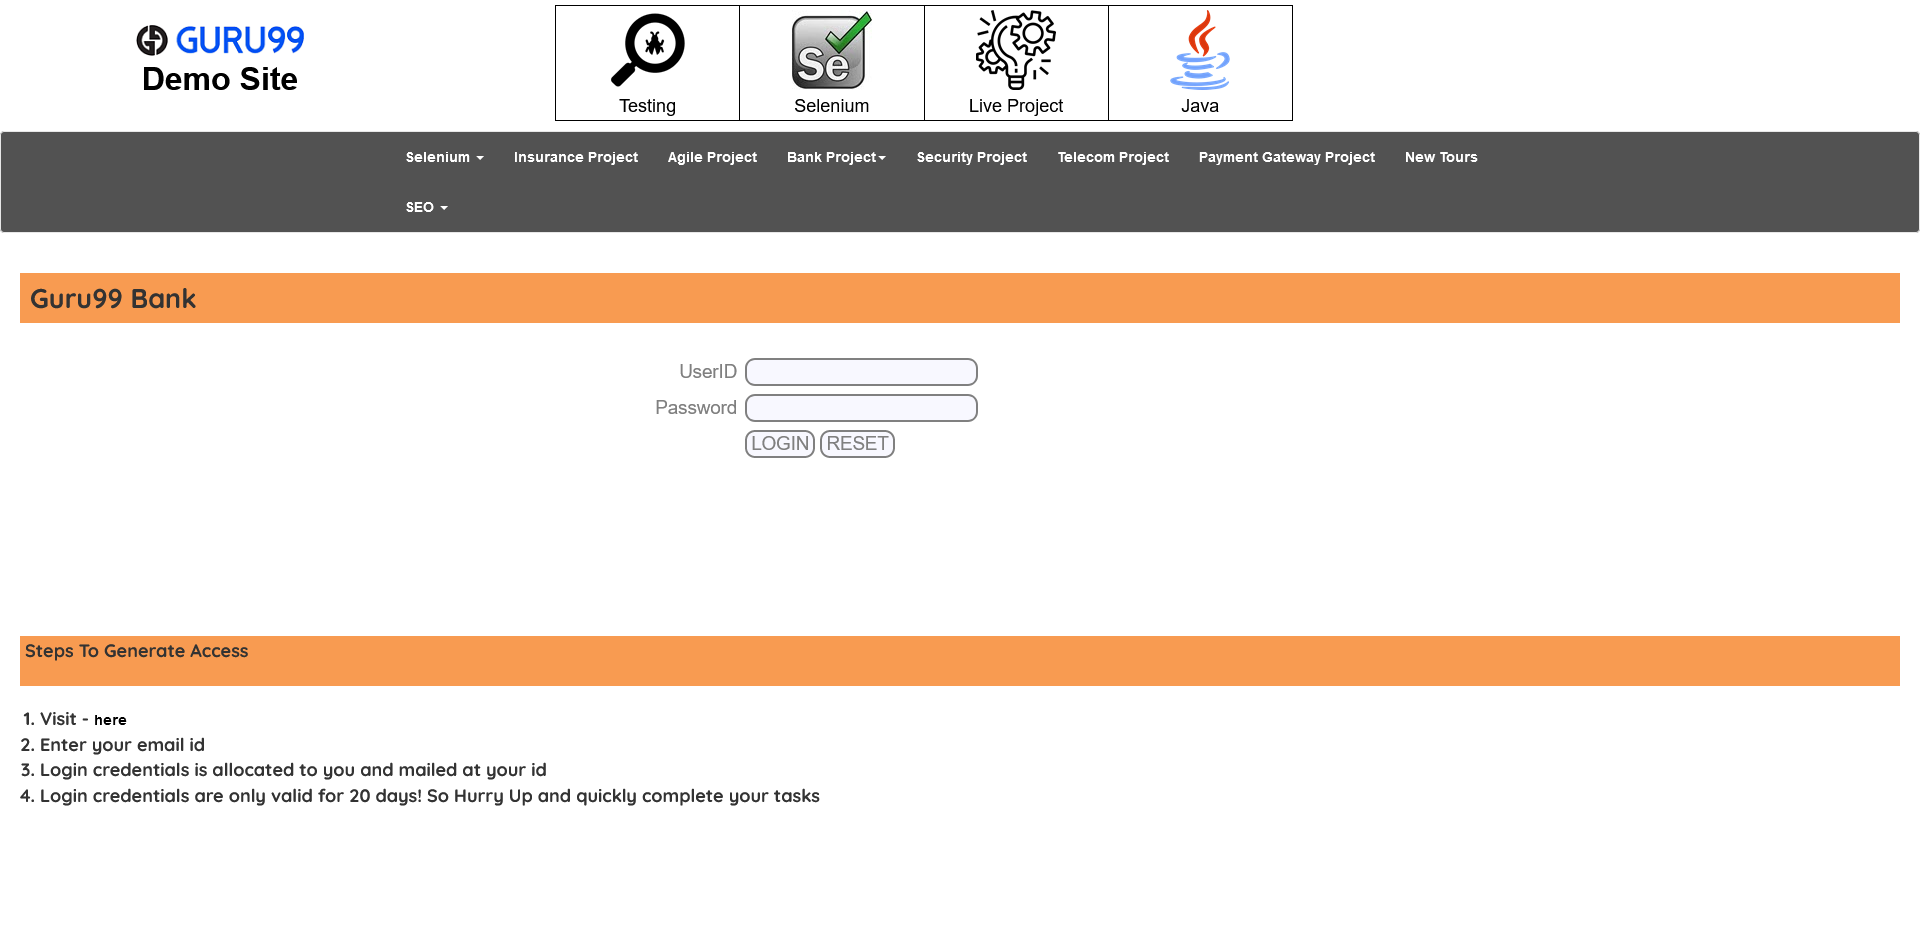 GURU99
Demo Site
Se
Testing
Selenium
Live Project
Java
Selenium
Insurance Project
Agile Project
Bank Project
Security Project
Telecom Project
Payment Gateway Project
New Tours
SEO
Guru99 Bank
UserID
Password
LOGIN RESET
Steps To Generate Access
1. Visit - here
2. Enter your email id
3. Login credentials is allocated to you and mailed at your id
4. Login credentials are only valid for 20 days! So Hurry Up and quickly complete your tasks